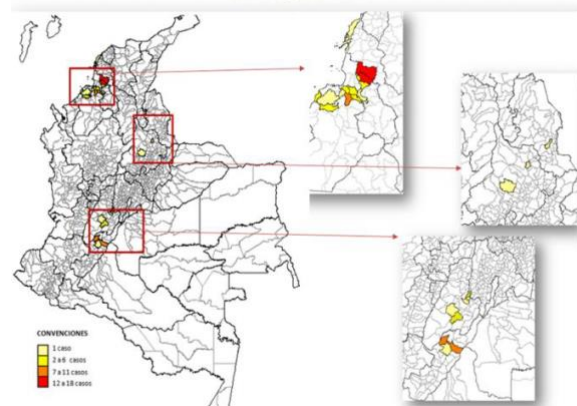 CONVENCIONES
1 caso
2 a 6 casos
7 a 11 casos
12 a 18 casos